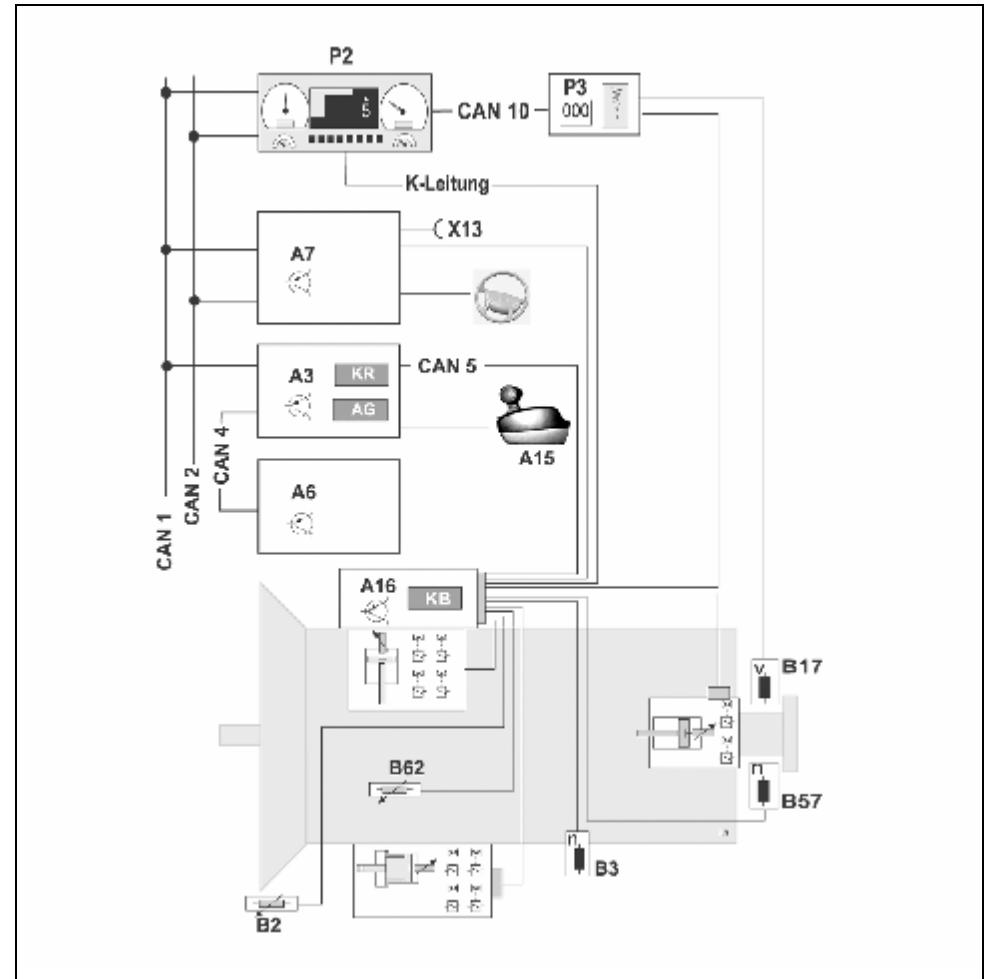 P2
P3
000
CAN 10
K-Leitung
X13
A7
A3
KR
AG
CAN 5
A15
CAN 4
CAN 2
CAN 1
A6
A16
KB
v
B17
B62
n
B57
n
B3
B2